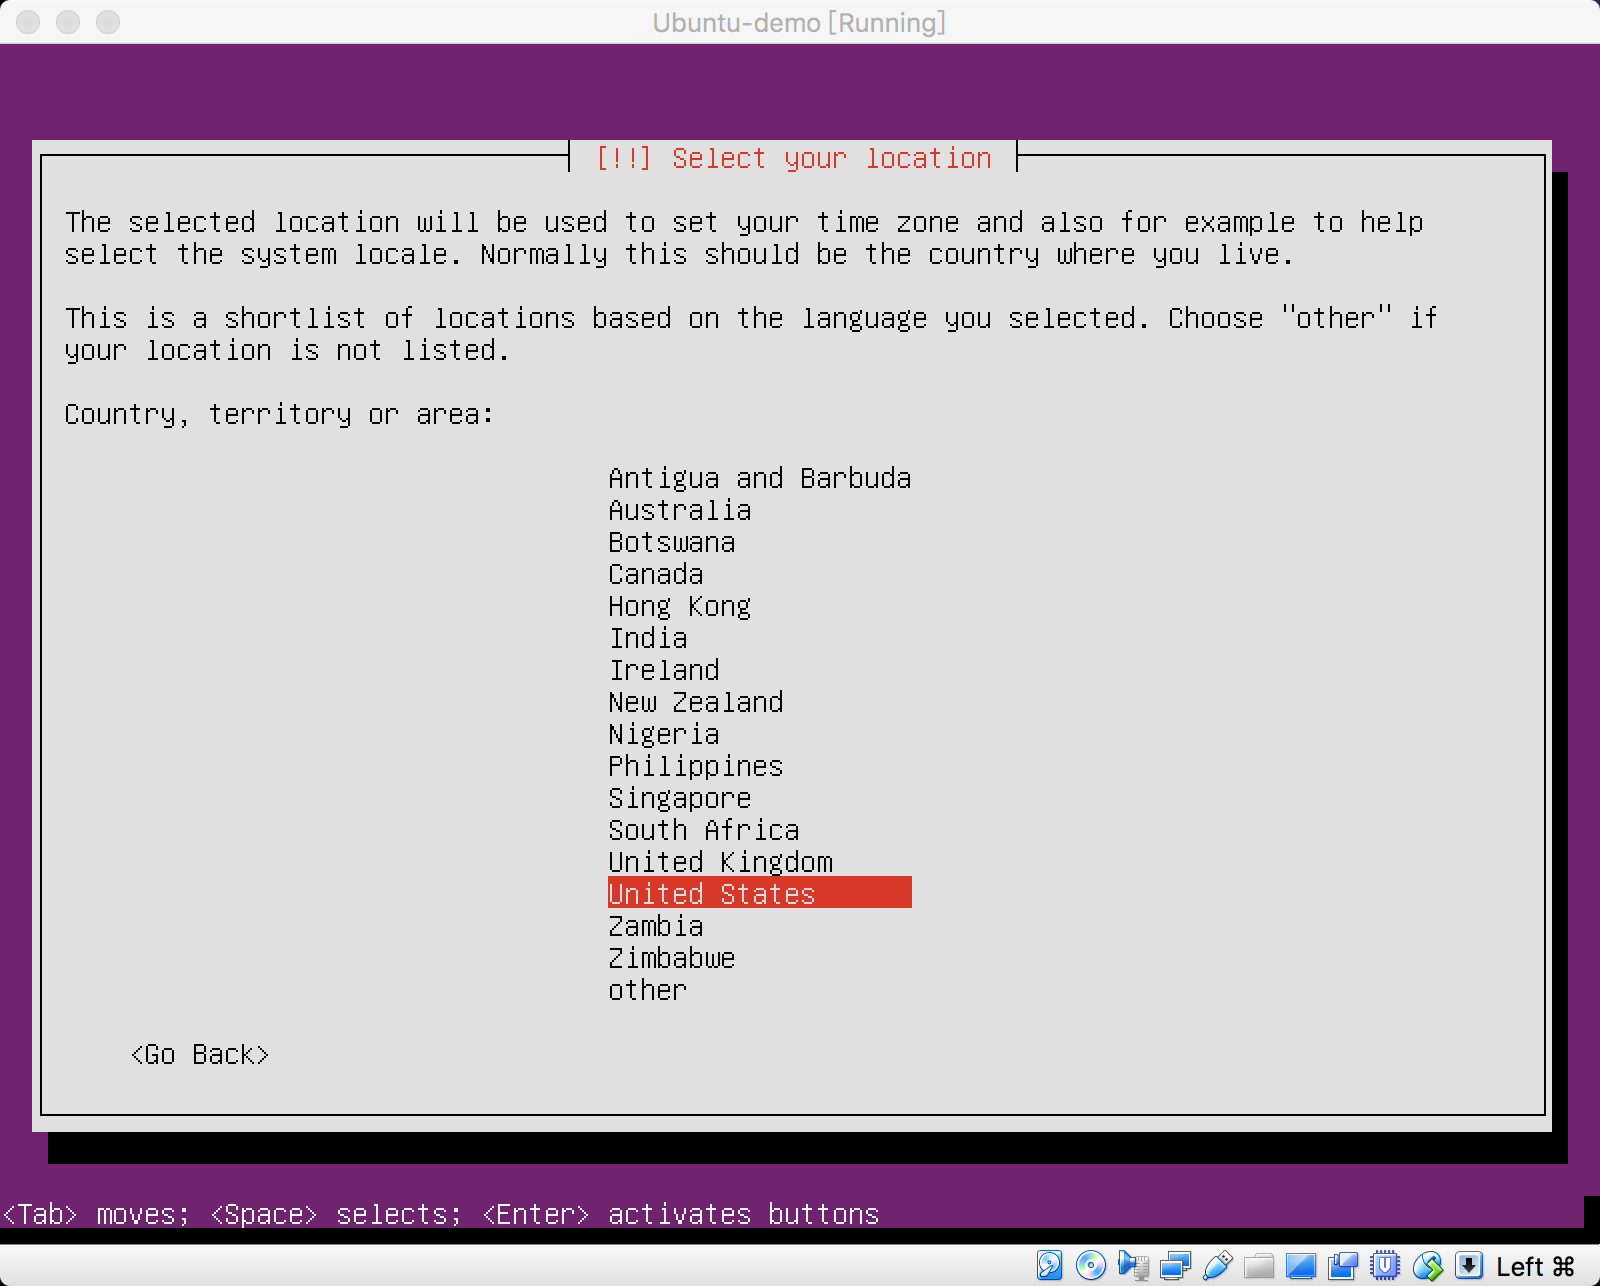 Ubuntu-demo [Running]
[!!] Select your location
The selected location will be used to set your time zone and also for example to help
select the system locale. Normally this should be the country where you live.
This is a shortlist of locations based on the language you selected. Choose "other" if
your location is not listed.
Country, territory or area:
Antigua and Barbuda
Australia
Botswana
Canada
Hong Kong
India
Ireland
New Zealand
Nigeria
Philippines
Singapore
South Africa
United Kingdom
United States
Zambia
Zimbabwe
other
<Go Back>
<Tab> moves; <Space> selects; <Enter> activates buttons
Left ⌘